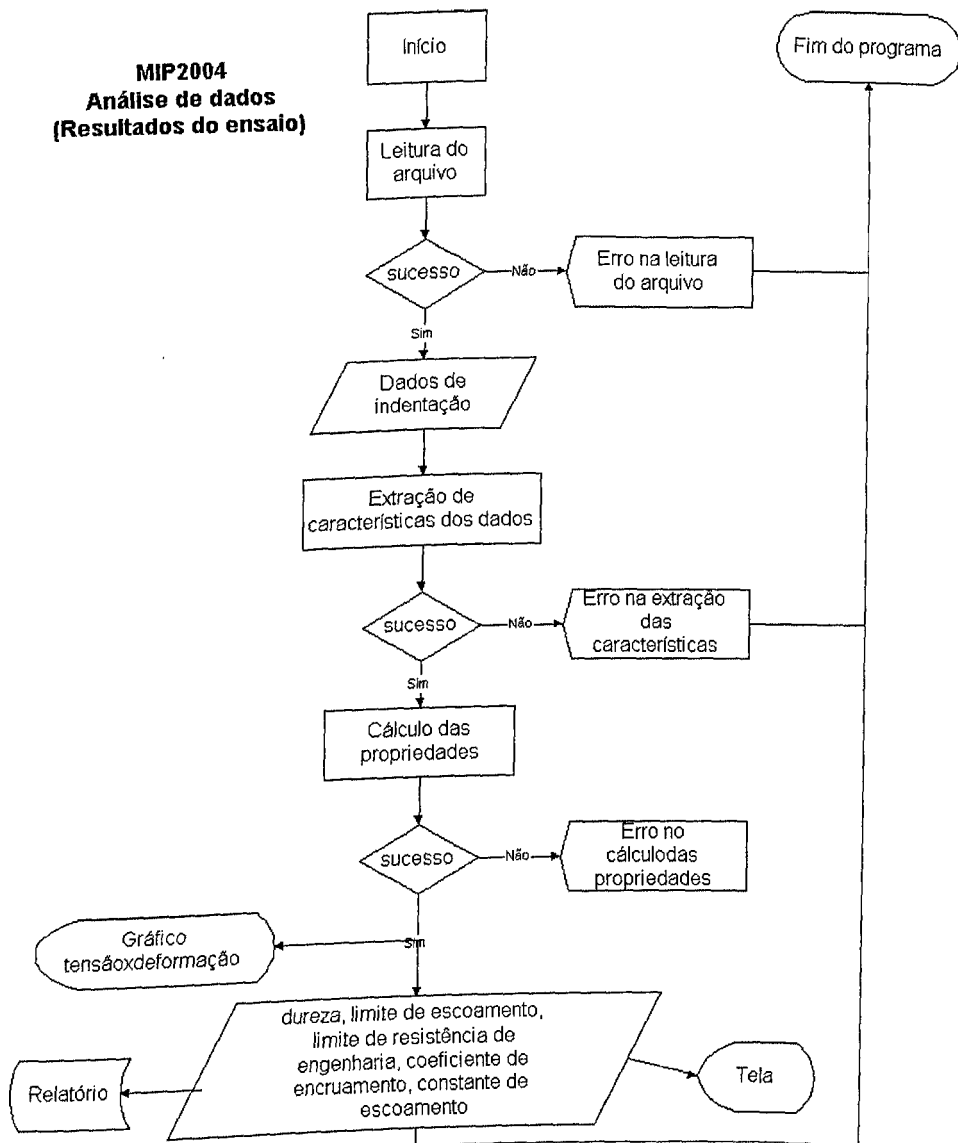 MIP2004
Análise de dados
(Resultados do ensaio)
Início
Fim do programa
Leitura do
arquivo
sucesso
Não
Erro na leitura
do arquivo
Sim
Dados de
indentação
Extração de
características dos dados
sucesso
Não
Erro na extração
das
características
Sim
Cálculo das
propriedades
sucesso
Não
Erro no
cálculodas
propriedades
Sim
Gráfico
tensãoxdeformação
dureza, limite de escoamento,
limite de resistência de
engenharia, coeficiente de
encruamento, constante de
escoamento
Relatório
Tela